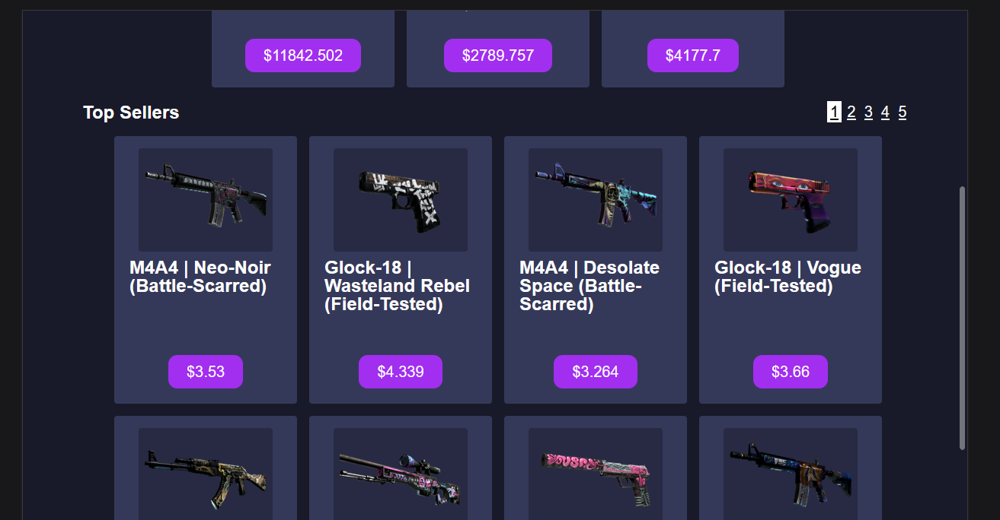 $11842.502
$2789.757
$4177.7
Top Sellers
1 2 3 4 5
M4A4 | Neo-Noir
(Battle-Scarred)
$3.53
Glock-18 |
Wasteland Rebel
(Field-Tested)
$4.339
M4A4 | Desolate
Space (Battle-
Scarred)
$3.264
Glock-18 | Vogue
(Field-Tested)
$3.66